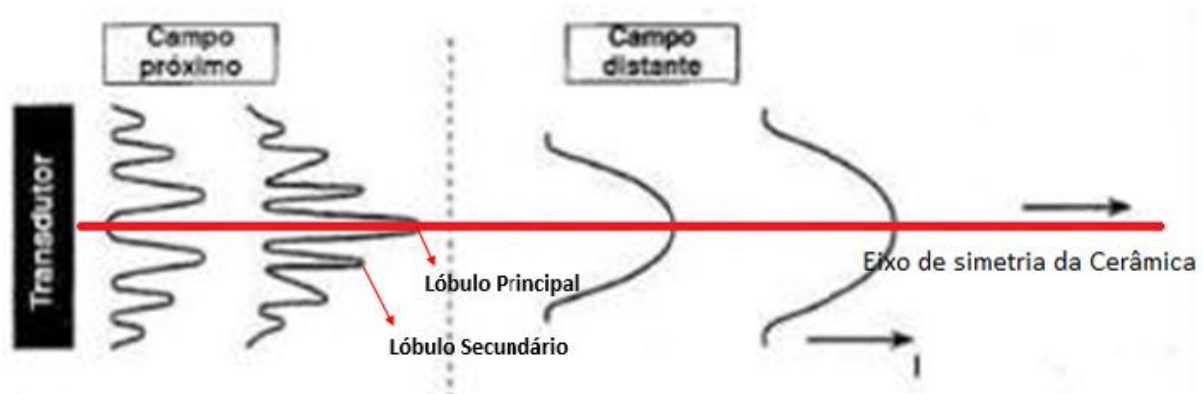 Campo
próximo
Campo
distante
Transdutor
Eixo de simetria da Cerâmica
Lóbulo Principal
Lóbulo Secundário
I